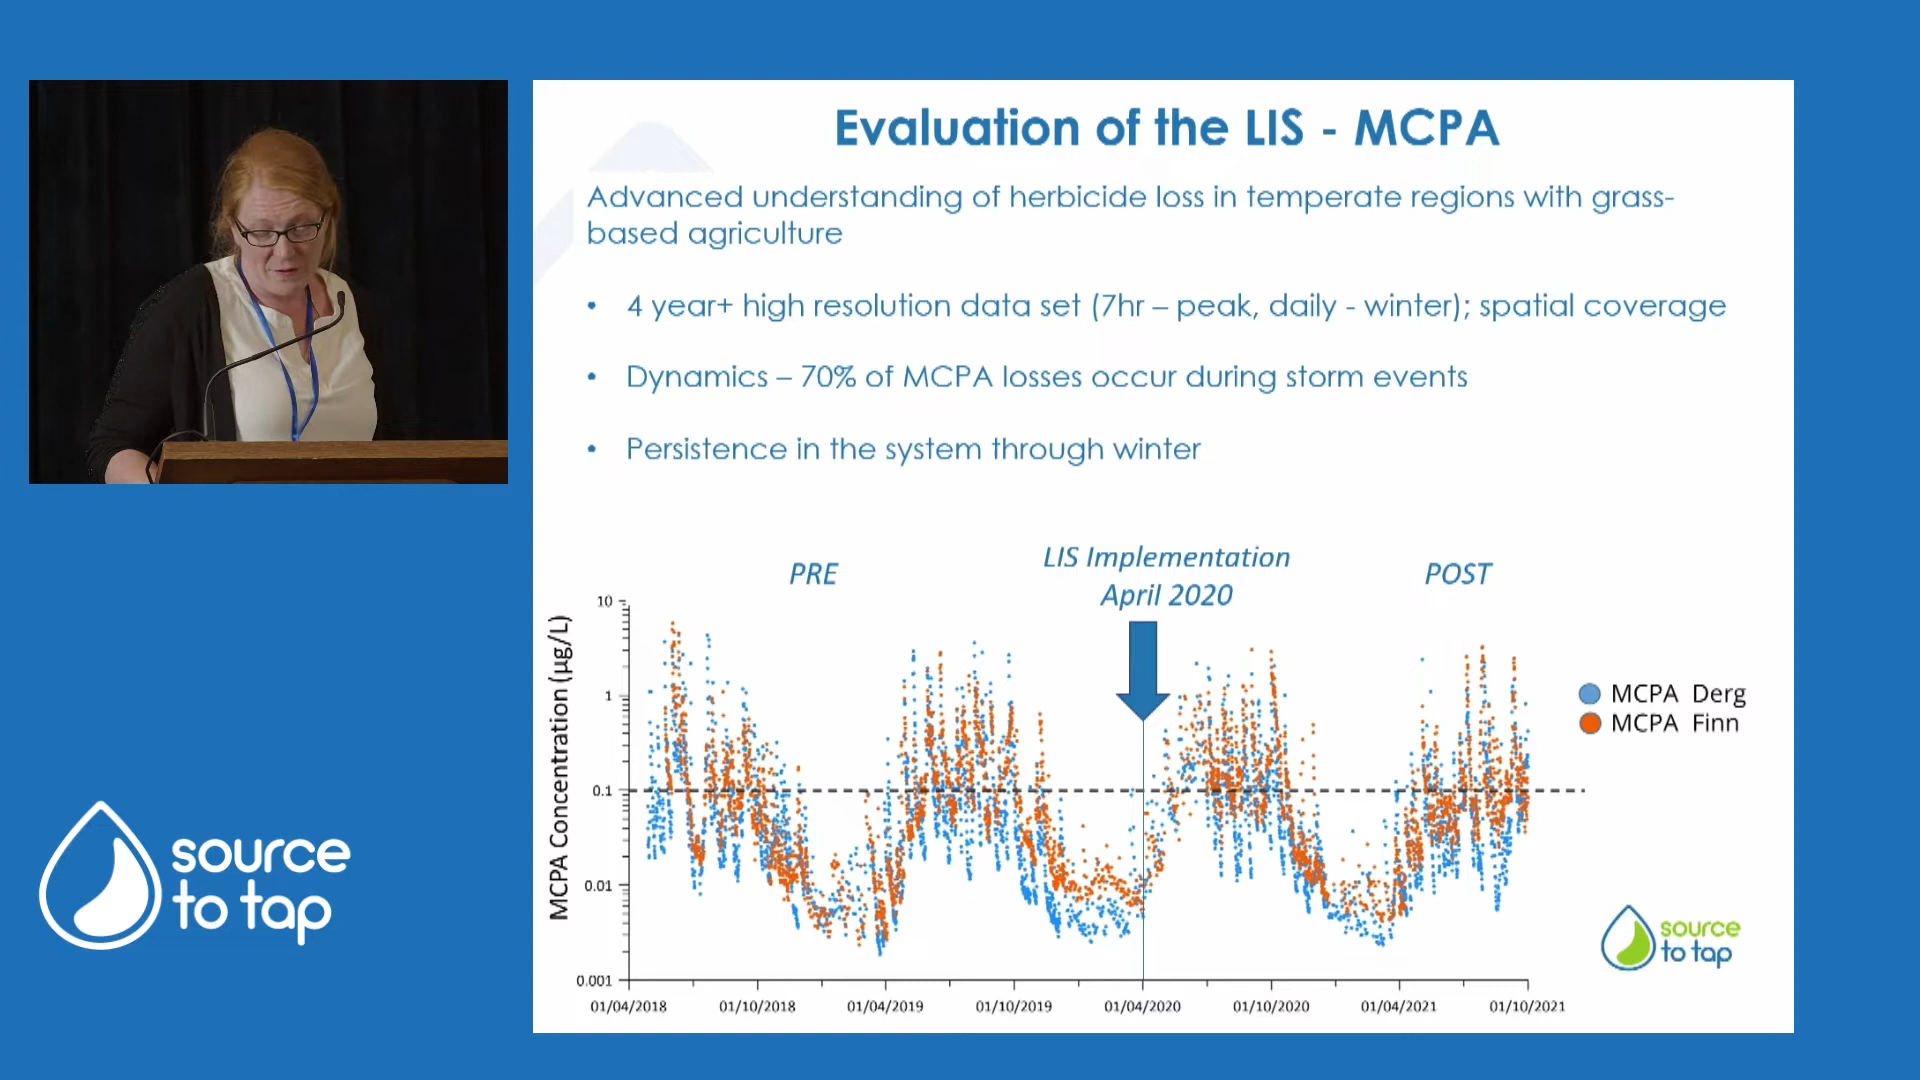 Evaluation of the LIS - MCPA
Advanced understanding of herbicide loss in temperate regions with grass-
based agriculture
• 4 year+ high resolution data set (7hr – peak, daily - winter); spatial coverage
• Dynamics – 70% of MCPA losses occur during storm events
• Persistence in the system through winter
PRE
LIS Implementation
April 2020
POST
MCPA Concentration (µg/L)
10
1
0.1
0.01
0.001
01/04/2018
01/10/2018
01/04/2019
01/10/2019
01/04/2020
01/10/2020
01/04/2021
01/10/2021
MCPA Derg
MCPA Finn
source
to tap
source
to tap